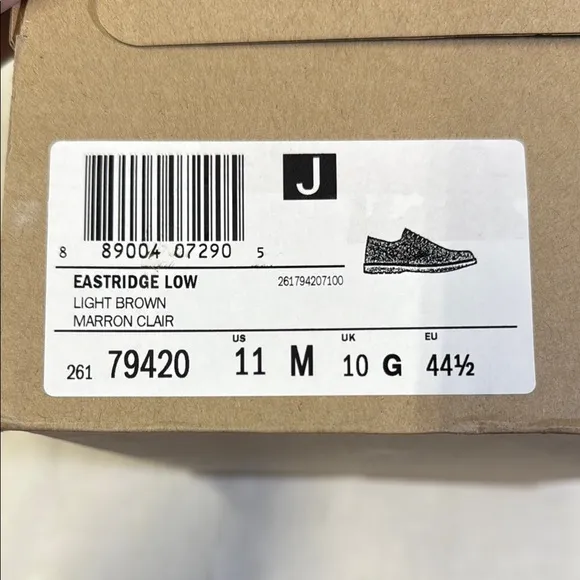 J
8 89004 07290 5
EASTRIDGE LOW 261794207100
LIGHT BROWN
MARRON CLAIR
US UK EU
261 79420 11 M 10 G 44½